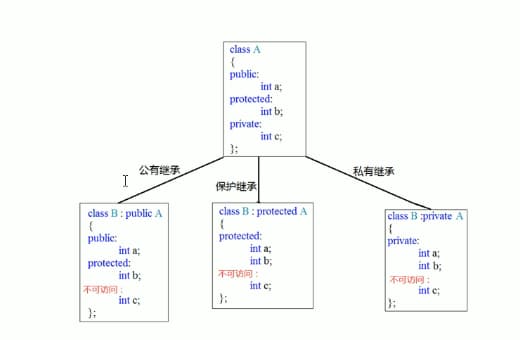 class A
{
public:
int a;
protected:
int b;
private:
int c;
};
公有继承
保护继承
私有继承
class B : public A
{
public:
int a;
protected:
int b;
不可访问：
int c;
};
class B : protected A
{
protected:
int a;
int b;
不可访问：
int c;
};
class B :private A
{
private:
int a;
int b;
不可访问：
int c;
};